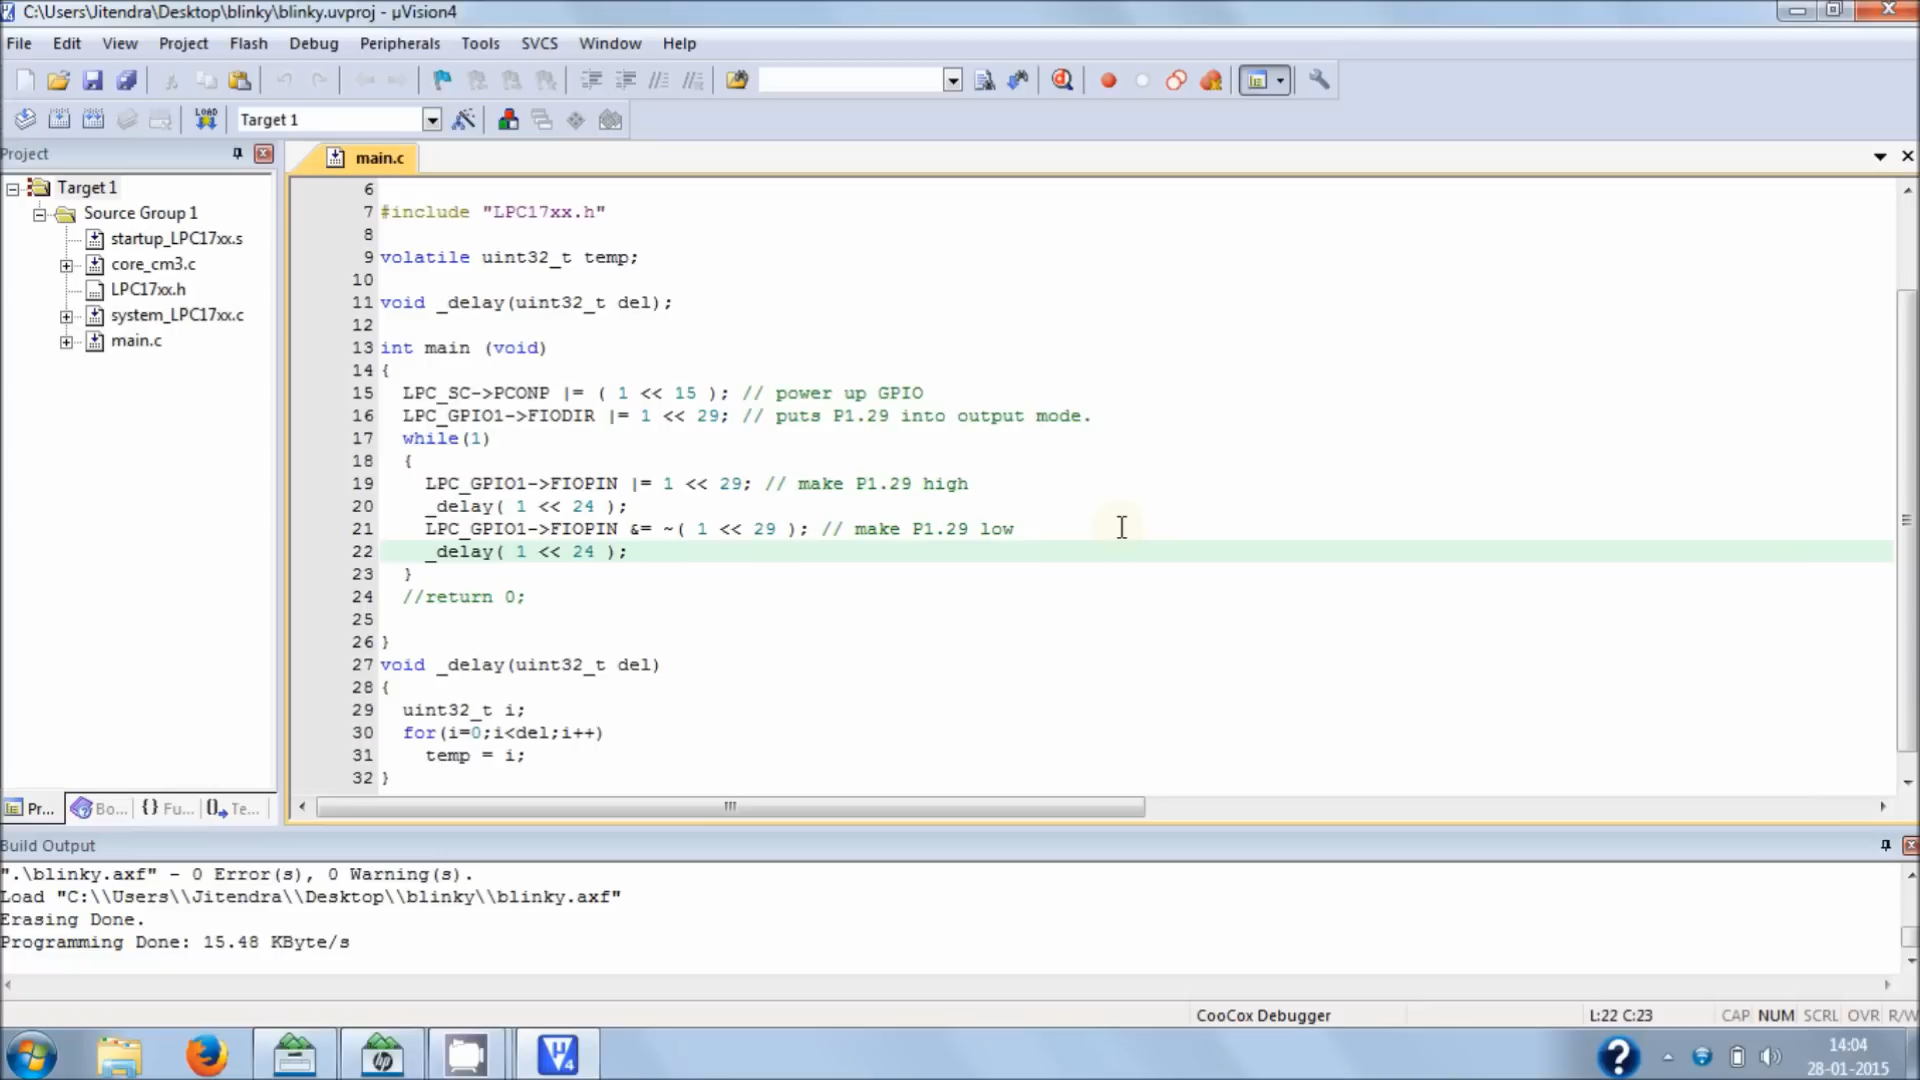 C:\Users\Jitendra\Desktop\blinky\blinky.uvproj - µVision4
File Edit View Project Flash Debug Peripherals Tools SVCS Window Help
LOAD
Target 1
Project
Target 1
Source Group 1
startup_LPC17xx.s
core_cm3.c
LPC17xx.h
system_LPC17xx.c
main.c
Pr... Bo... {} Fu... 0 Te...
main.c
6
7 #include "LPC17xx.h"
8
9 volatile uint32_t temp;
10
11 void _delay(uint32_t del);
12
13 int main (void)
14 {
15 LPC_SC->PCONP |= ( 1 << 15 ); // power up GPIO
16 LPC_GPIO1->FIODIR |= 1 << 29; // puts P1.29 into output mode.
17 while(1)
18 {
19 LPC_GPIO1->FIOPIN |= 1 << 29; // make P1.29 high
20 _delay( 1 << 24 );
21 LPC_GPIO1->FIOPIN &= ~( 1 << 29 ); // make P1.29 low
22 _delay( 1 << 24 );
23 }
24 //return 0;
25
26 }
27 void _delay(uint32_t del)
28 {
29 uint32_t i;
30 for(i=0;i<del;i++)
31 temp = i;
32 }
Build Output
".\blinky.axf" - 0 Error(s), 0 Warning(s).
Load "C:\\Users\\Jitendra\\Desktop\\blinky\\blinky.axf"
Erasing Done.
Programming Done: 15.48 KByte/s
CooCox Debugger L:22 C:23 CAP NUM SCRL OVR R/W
14:04
28-01-2015